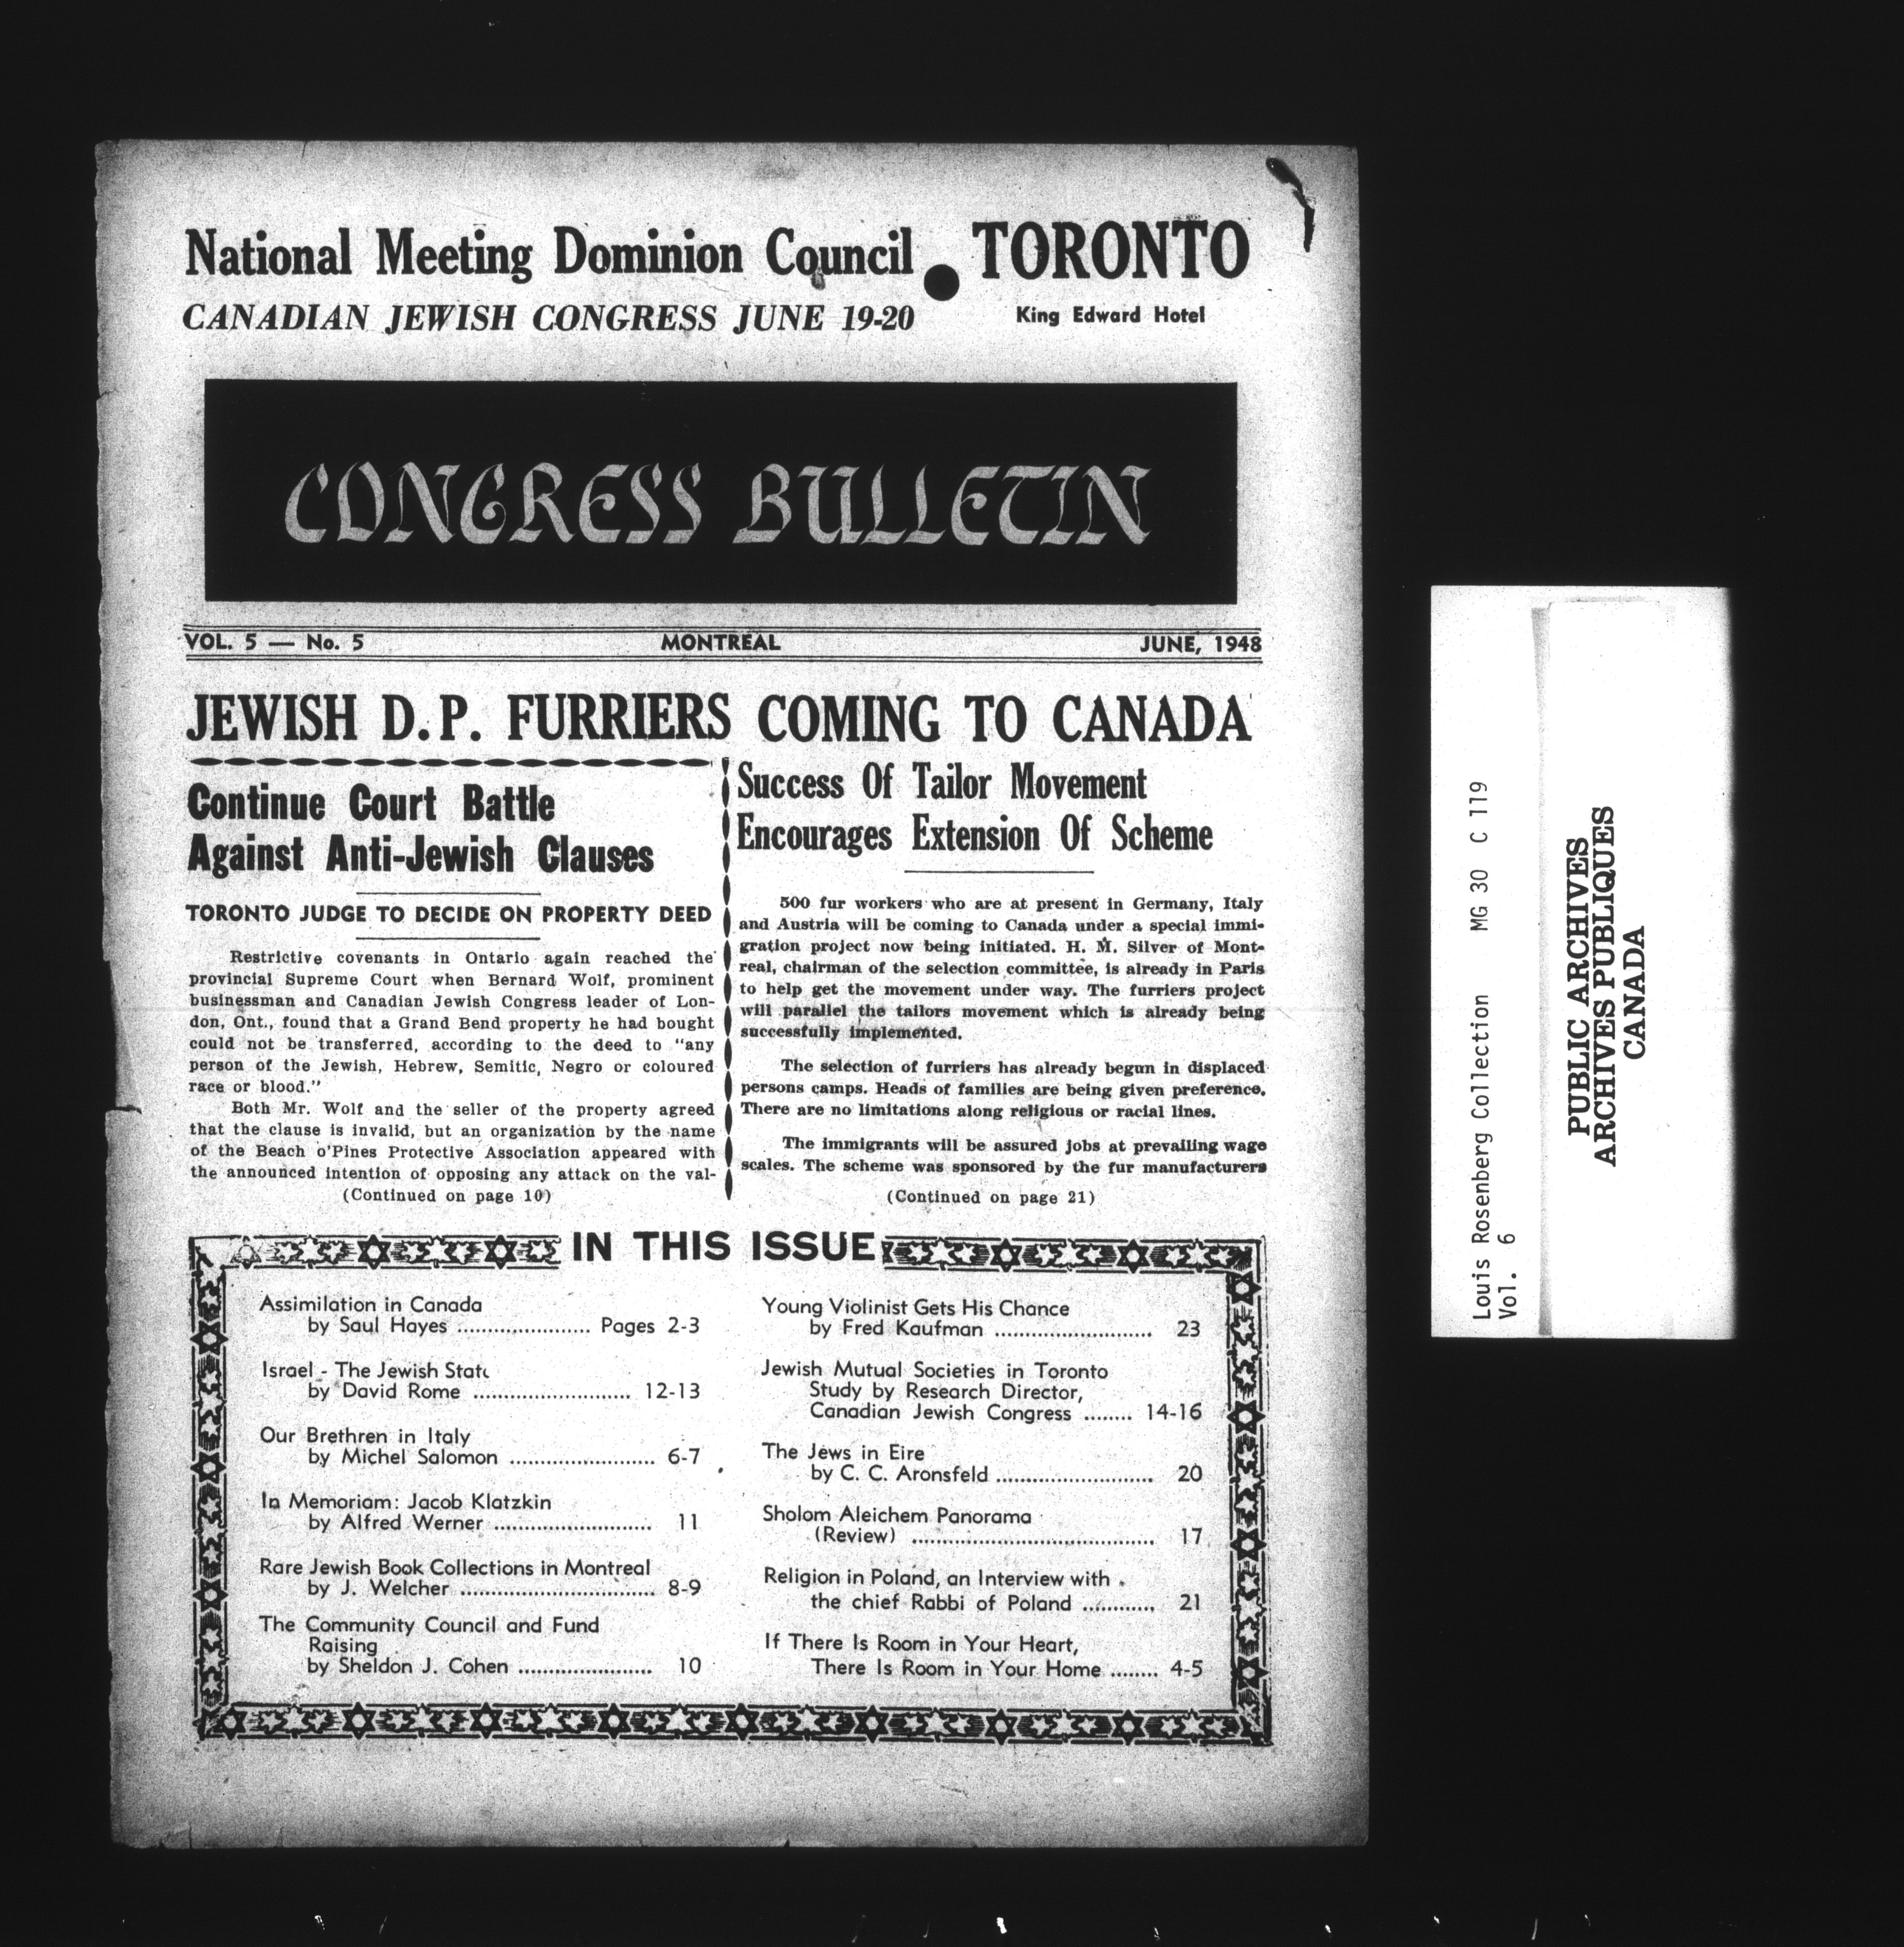 National Meeting Dominion Council ● TORONTO
CANADIAN JEWISH CONGRESS JUNE 19-20
King Edward Hotel
CONGRESS BULLETIN
VOL. 5 — No. 5 MONTREAL JUNE, 1948
JEWISH D.P. FURRIERS COMING TO CANADA
Continue Court Battle
Against Anti-Jewish Clauses
TORONTO JUDGE TO DECIDE ON PROPERTY DEED
Restrictive covenants in Ontario again reached the
provincial Supreme Court when Bernard Wolf, prominent
businessman and Canadian Jewish Congress leader of Lon-
don, Ont., found that a Grand Bend property he had bought
could not be transferred, according to the deed to "any
person of the Jewish, Hebrew, Semitic, Negro or coloured
race or blood."
Both Mr. Wolf and the seller of the property agreed
that the clause is invalid, but an organization by the name
of the Beach o'Pines Protective Association appeared with
the announced intention of opposing any attack on the val-
(Continued on page 10)
Success Of Tailor Movement
Encourages Extension Of Scheme
500 fur workers who are at present in Germany, Italy
and Austria will be coming to Canada under a special immi-
gration project now being initiated. H. M. Silver of Mont-
real, chairman of the selection committee, is already in Paris
to help get the movement under way. The furriers project
will parallel the tailors movement which is already being
successfully implemented.
The selection of furriers has already begun in displaced
persons camps. Heads of families are being given preference.
There are no limitations along religious or racial lines.
The immigrants will be assured jobs at prevailing wage
scales. The scheme was sponsored by the fur manufacturers
(Continued on page 21)
IN THIS ISSUE
Assimilation in Canada
by Saul Hayes ...................... Pages 2-3
Israel - The Jewish State
by David Rome .......................... 12-13
Our Brethren in Italy
by Michel Salomon ........................ 6-7
In Memoriam: Jacob Klatzkin
by Alfred Werner .......................... 11
Rare Jewish Book Collections in Montreal
by J. Welcher ................................ 8-9
The Community Council and Fund
Raising
by Sheldon J. Cohen ...................... 10
Young Violinist Gets His Chance
by Fred Kaufman .......................... 23
Jewish Mutual Societies in Toronto
Study by Research Director,
Canadian Jewish Congress ........ 14-16
The Jews in Eire
by C. C. Aronsfeld .......................... 20
Sholom Aleichem Panorama
(Review) ........................................ 17
Religion in Poland, an Interview with
the chief Rabbi of Poland ............ 21
If There Is Room in Your Heart,
There Is Room in Your Home ........ 4-5
Louis Rosenberg Collection MG 30 C 119
Vol. 6
PUBLIC ARCHIVES
ARCHIVES PUBLIQUES
CANADA